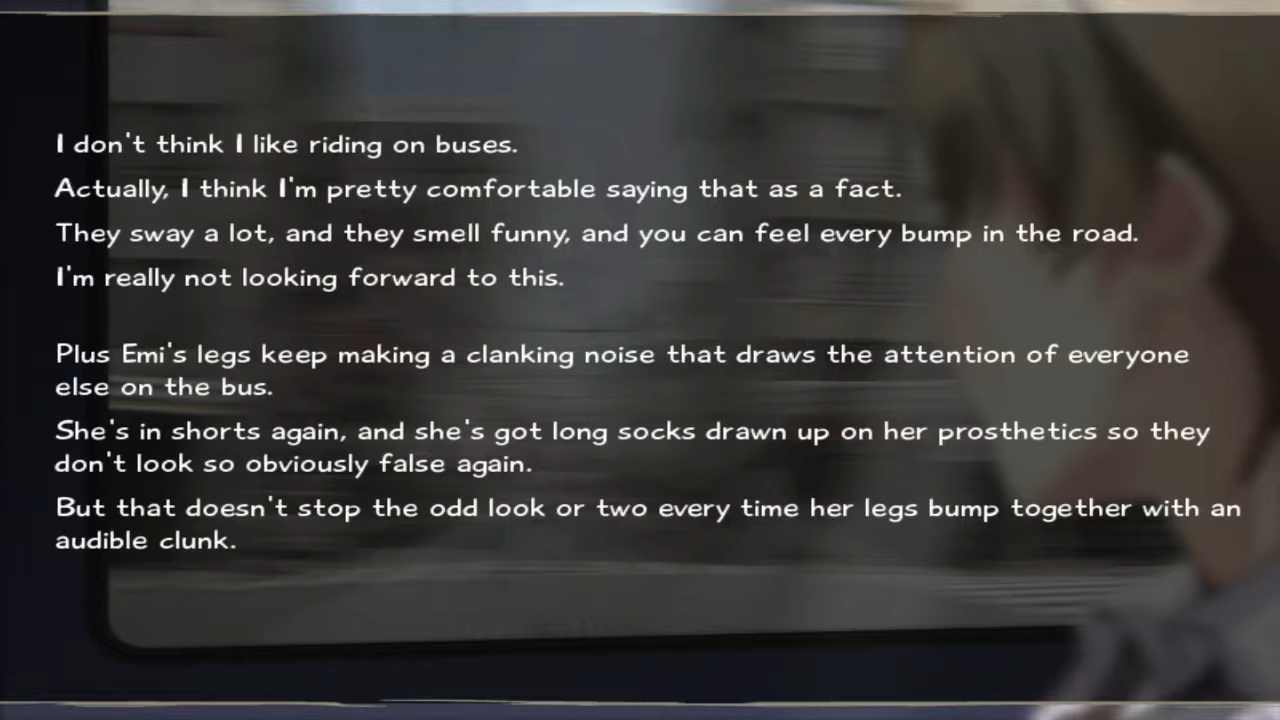 I don't think I like riding on buses.
Actually, I think I'm pretty comfortable saying that as a fact.
They sway a lot, and they smell funny, and you can feel every bump in the road.
I'm really not looking forward to this.
Plus Emi's legs keep making a clanking noise that draws the attention of everyone
else on the bus.
She's in shorts again, and she's got long socks drawn up on her prosthetics so they
don't look so obviously false again.
But that doesn't stop the odd look or two every time her legs bump together with an
audible clunk.